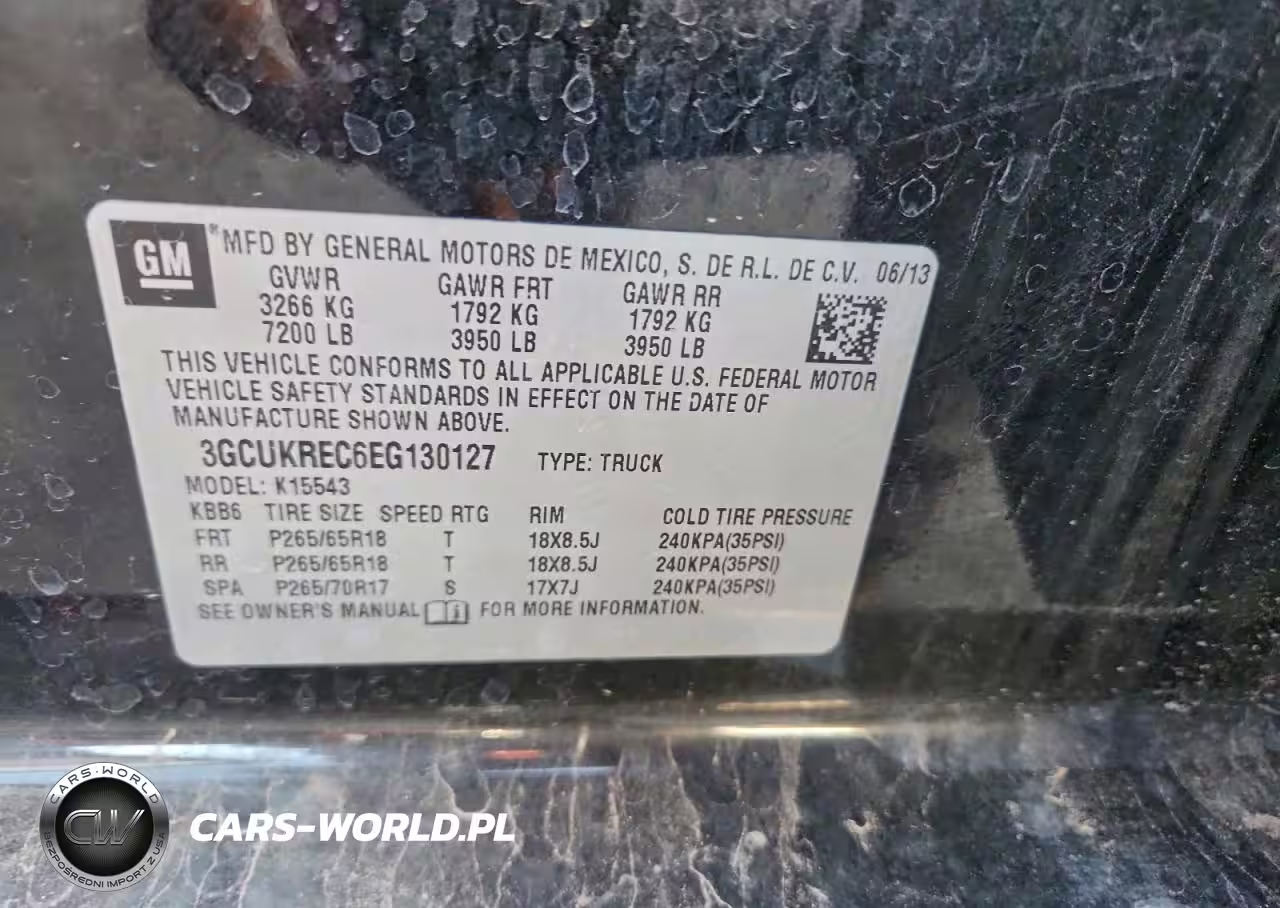 GM ® MFD BY GENERAL MOTORS DE MEXICO, S. DE R.L. DE C.V. 06/13
GVWR GAWR FRT GAWR RR
3266 KG 1792 KG 1792 KG
7200 LB 3950 LB 3950 LB
THIS VEHICLE CONFORMS TO ALL APPLICABLE U.S. FEDERAL MOTOR
VEHICLE SAFETY STANDARDS IN EFFECT ON THE DATE OF
MANUFACTURE SHOWN ABOVE.
3GCUKREC6EG130127 TYPE: TRUCK
MODEL: K15543
KBB6 TIRE SIZE SPEED RTG RIM COLD TIRE PRESSURE
FRT P265/65R18 T 18X8.5J 240KPA(35PSI)
RR P265/65R18 T 18X8.5J 240KPA(35PSI)
SPA P265/70R17 S 17X7J 240KPA(35PSI)
SEE OWNER'S MANUAL FOR MORE INFORMATION.
CARS-WORLD
CW
BEZPOŚREDNI IMPORT Z USA
CARS-WORLD.PL